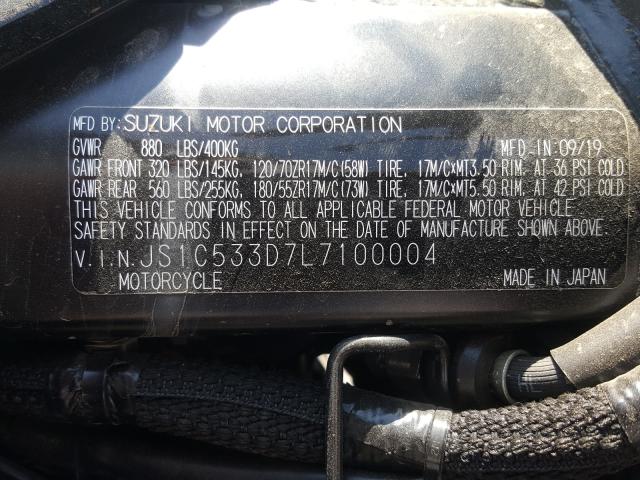 MFD BY: SUZUKI MOTOR CORPORATION
GVWR 880 LBS/400KG MFD IN: 09/19
GAWR FRONT 320 LBS/145KG, 120/70ZR17M/C(58W) TIRE, 17M/C×MT3.50 RIM, AT 36 PSI COLD
GAWR REAR 560 LBS/255KG, 180/55ZR17M/C(73W) TIRE, 17M/C×MT5.50 RIM, AT 42 PSI COLD
THIS VEHICLE CONFORMS TO ALL APPLICABLE FEDERAL MOTOR VEHICLE
SAFETY STANDARDS IN EFFECT ON THE DATE OF MANUFACTURE SHOWN ABOVE.
V.I.N. JS1C533D7L7100004
MOTORCYCLE MADE IN JAPAN